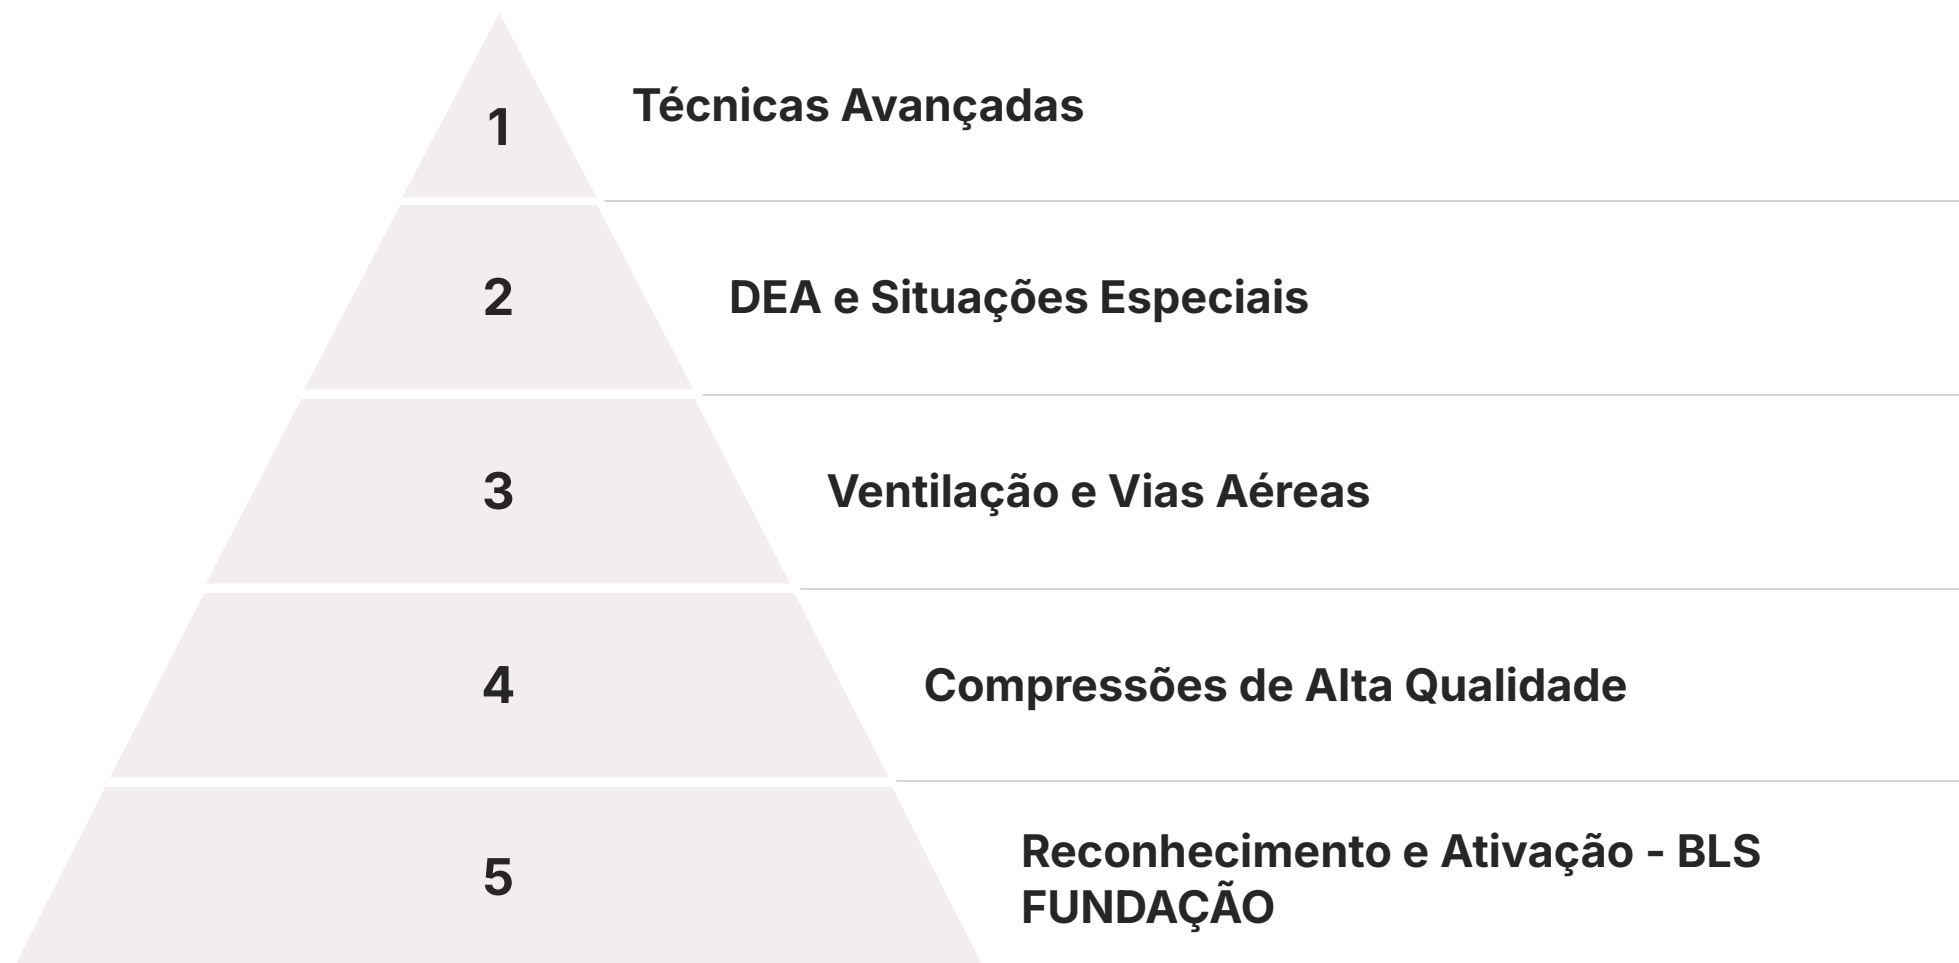 1
Técnicas Avançadas
2
DEA e Situações Especiais
3
Ventilação e Vias Aéreas
4
Compressões de Alta Qualidade
5
Reconhecimento e Ativação - BLS
FUNDAÇÃO